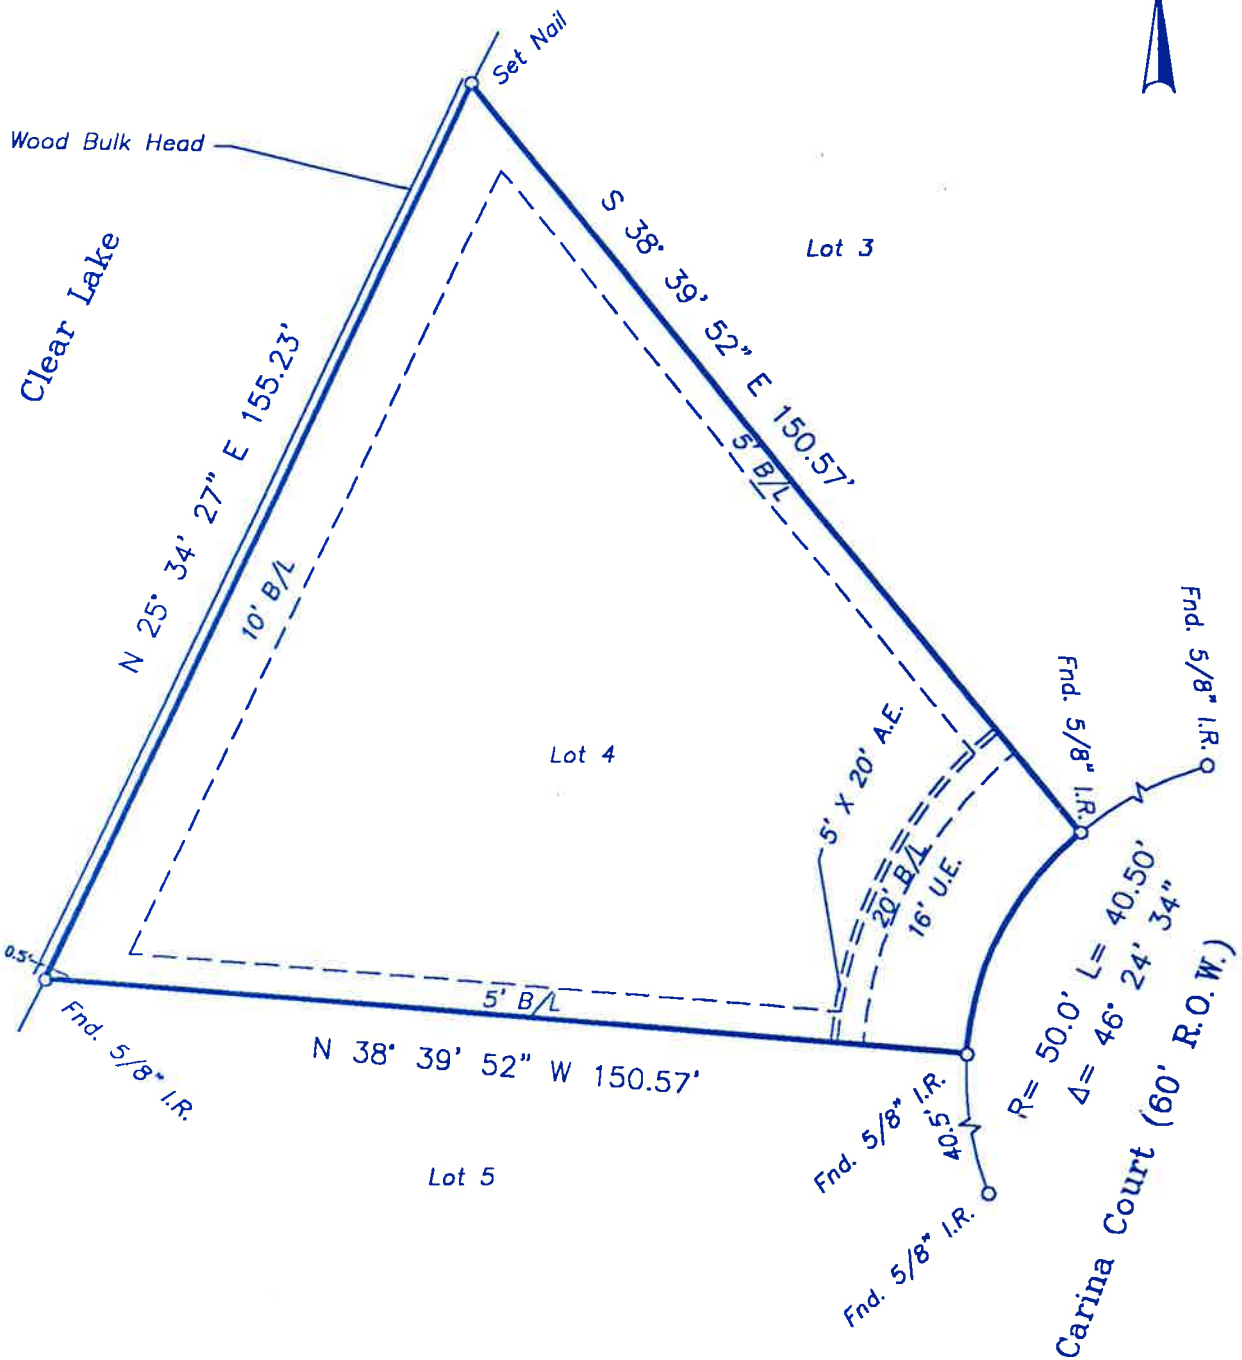 Set Nail
Wood Bulk Head
Clear Lake
Lot 3
S 38° 39' 52" E 150.57'
N 25° 34' 27" E 155.23'
5' B/L
10' B/L
Lot 4
5' X 20' A.E.
20' B/L
16' U.E.
Fnd. 5/8" I.R.
Fnd. 5/8" I.R.
R= 50.0' L= 40.50'
Δ= 46° 24' 34"
Carina Court (60' R.O.W.)
0.5'
Fnd. 5/8" I.R.
5' B/L
N 38° 39' 52" W 150.57'
Fnd. 5/8" I.R.
40.5'
Fnd. 5/8" I.R.
Lot 5